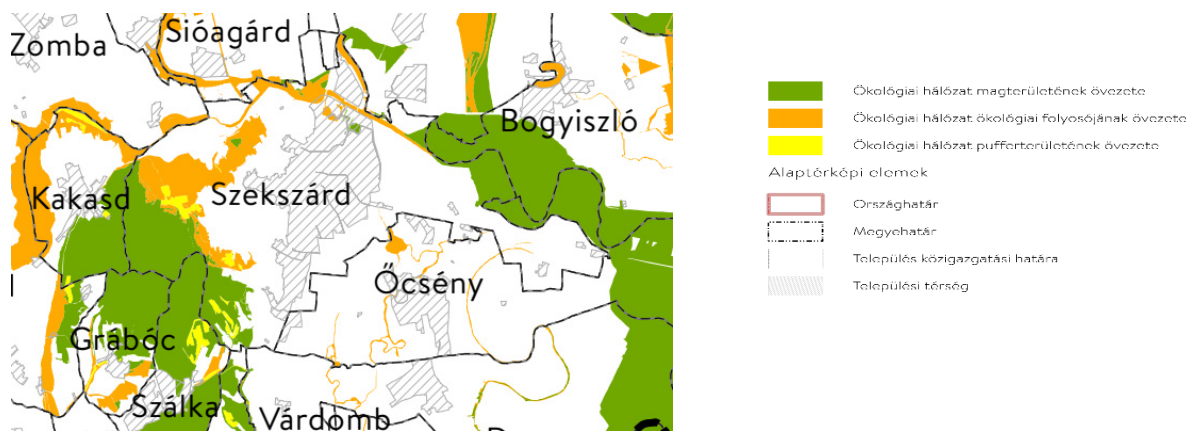 Zomba
Sióagárd
Bogyiszló
Kakasd
Szekszárd
Őcsény
Grábóc
Szálka
Várdomb
Ökológiai hálózat magterületének övezete
Ökológiai hálózat ökológiai folyosójának övezete
Ökológiai hálózat pufferterületének övezete
Alaptérképi elemek
Országhatár
Megyehatár
Település közigazgatási határa
Települési térség